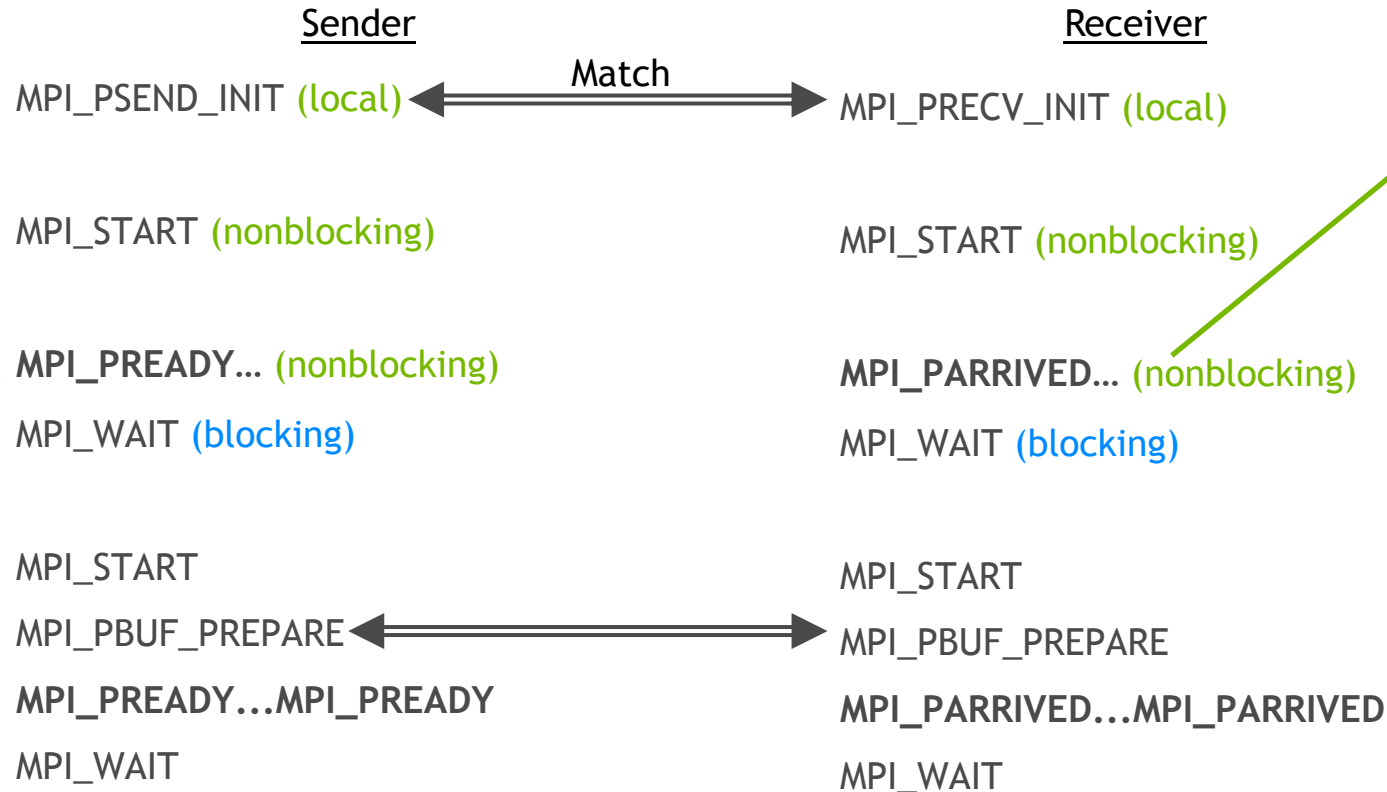 Sender
Receiver
Match
MPI_PSEND_INIT (local)
MPI_PRECV_INIT (local)
MPI_START (nonblocking)
MPI_START (nonblocking)
MPI_PREADY… (nonblocking)
MPI_PARRIVED… (nonblocking)
MPI_WAIT (blocking)
MPI_WAIT (blocking)
MPI_START
MPI_START
MPI_PBUF_PREPARE
MPI_PBUF_PREPARE
MPI_PREADY...MPI_PREADY
MPI_PARRIVED...MPI_PARRIVED
MPI_WAIT
MPI_WAIT